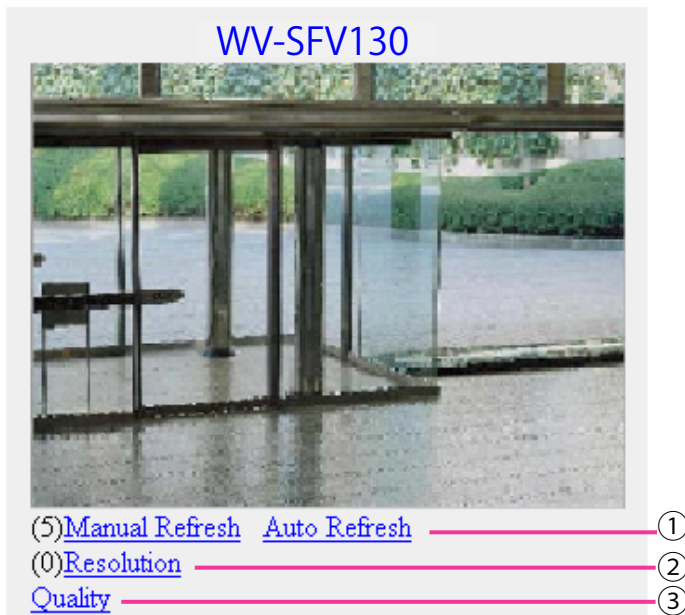 WV-SFV130
(5)Manual Refresh Auto Refresh ①
(0)Resolution ②
Quality ③